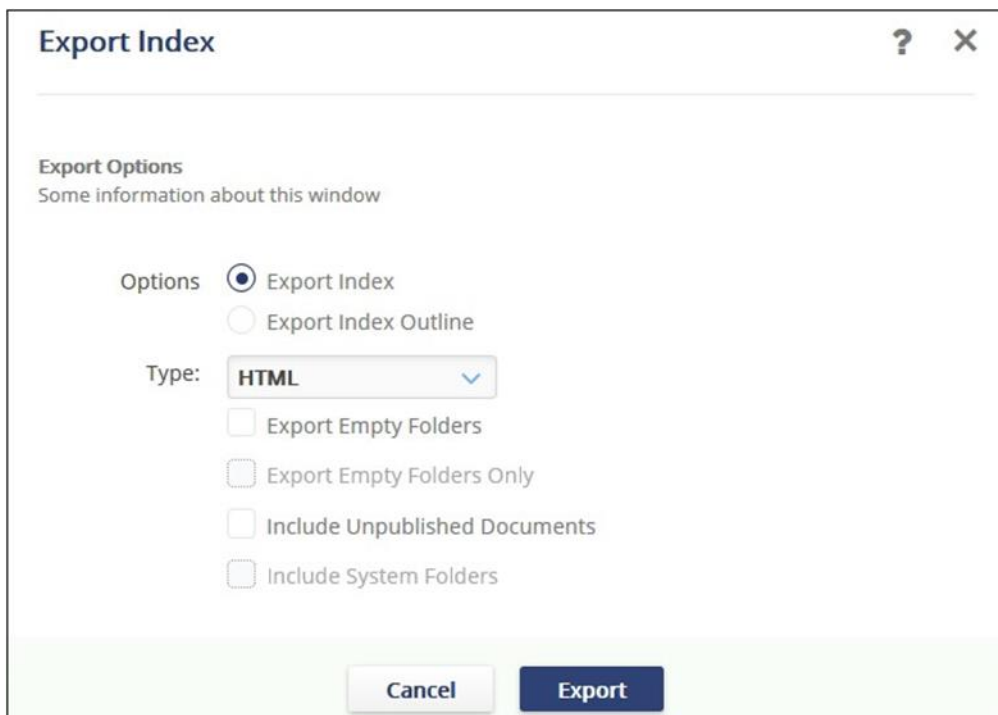 Export Index ? ×
Export Options
Some information about this window
Options Export Index
Export Index Outline
Type: HTML
Export Empty Folders
Export Empty Folders Only
Include Unpublished Documents
Include System Folders
Cancel Export